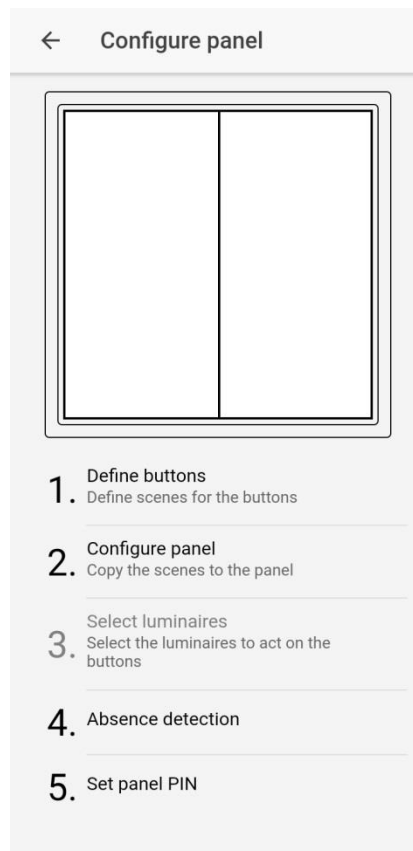 Configure panel
1. Define buttons
Define scenes for the buttons
2. Configure panel
Copy the scenes to the panel
3. Select luminaires
Select the luminaires to act on the
buttons
4. Absence detection
5. Set panel PIN